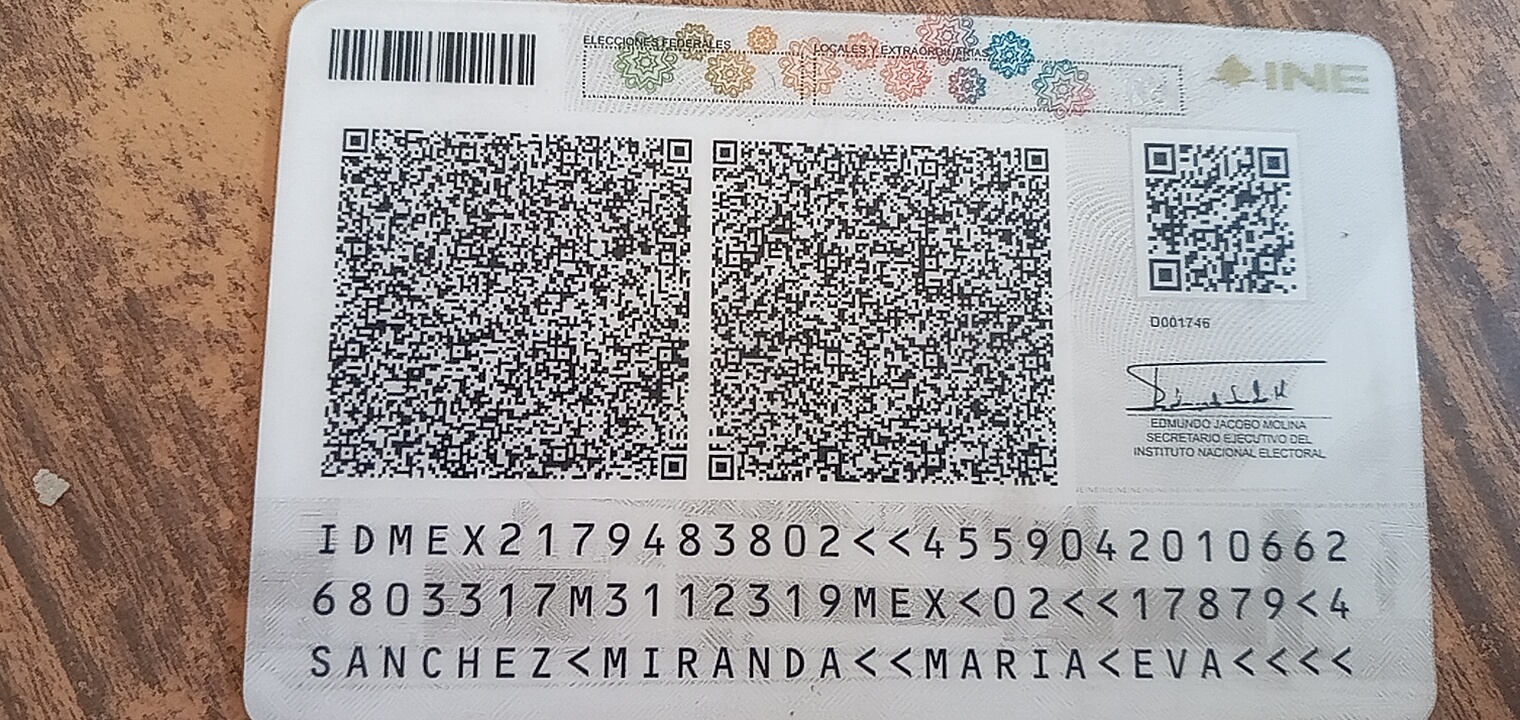 ELECCIONES FEDERALES
LOCALES Y EXTRAORDINARIAS
INE
D001746
EDMUNDO JACOBO MOLINA
SECRETARIO EJECUTIVO DEL
INSTITUTO NACIONAL ELECTORAL
IDMEX2179483802<<4559042010662
6803317M3112319MEX<02<<17879<4
SANCHEZ<MIRANDA<<MARIA<EVA<<<<